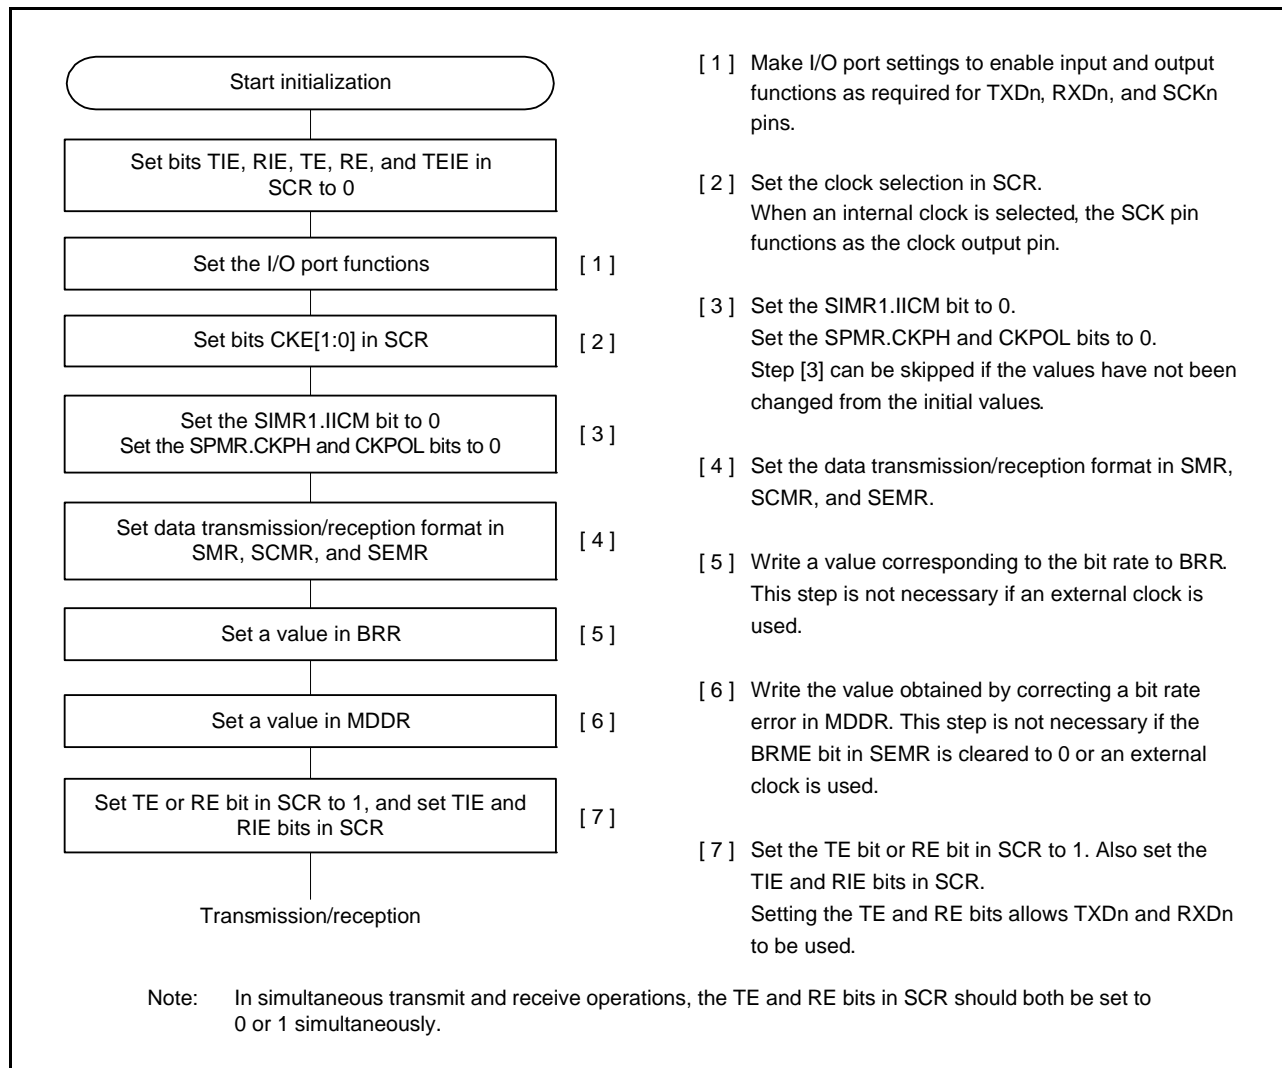 Start initialization
Set bits TIE, RIE, TE, RE, and TEIE in
SCR to 0
Set the I/O port functions
[ 1 ]
Set bits CKE[1:0] in SCR
[ 2 ]
Set the SIMR1.IICM bit to 0
Set the SPMR.CKPH and CKPOL bits to 0
[ 3 ]
Set data transmission/reception format in
SMR, SCMR, and SEMR
[ 4 ]
Set a value in BRR
[ 5 ]
Set a value in MDDR
[ 6 ]
Set TE or RE bit in SCR to 1, and set TIE and
RIE bits in SCR
[ 7 ]
Transmission/reception
[ 1 ] Make I/O port settings to enable input and output
functions as required for TXDn, RXDn, and SCKn
pins.
[ 2 ] Set the clock selection in SCR.
When an internal clock is selected, the SCK pin
functions as the clock output pin.
[ 3 ] Set the SIMR1.IICM bit to 0.
Set the SPMR.CKPH and CKPOL bits to 0.
Step [3] can be skipped if the values have not been
changed from the initial values.
[ 4 ] Set the data transmission/reception format in SMR,
SCMR, and SEMR.
[ 5 ] Write a value corresponding to the bit rate to BRR.
This step is not necessary if an external clock is
used.
[ 6 ] Write the value obtained by correcting a bit rate
error in MDDR. This step is not necessary if the
BRME bit in SEMR is cleared to 0 or an external
clock is used.
[ 7 ] Set the TE bit or RE bit in SCR to 1. Also set the
TIE and RIE bits in SCR.
Setting the TE and RE bits allows TXDn and RXDn
to be used.
Note: In simultaneous transmit and receive operations, the TE and RE bits in SCR should both be set to
0 or 1 simultaneously.